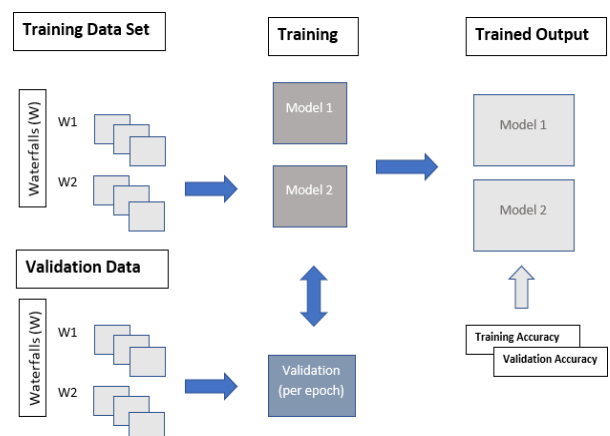 Training Data Set
Training
Trained Output
Waterfalls (W)
W1
W2
Model 1
Model 2
Model 1
Model 2
Validation Data
Waterfalls (W)
W1
W2
Validation
(per epoch)
Training Accuracy
Validation Accuracy